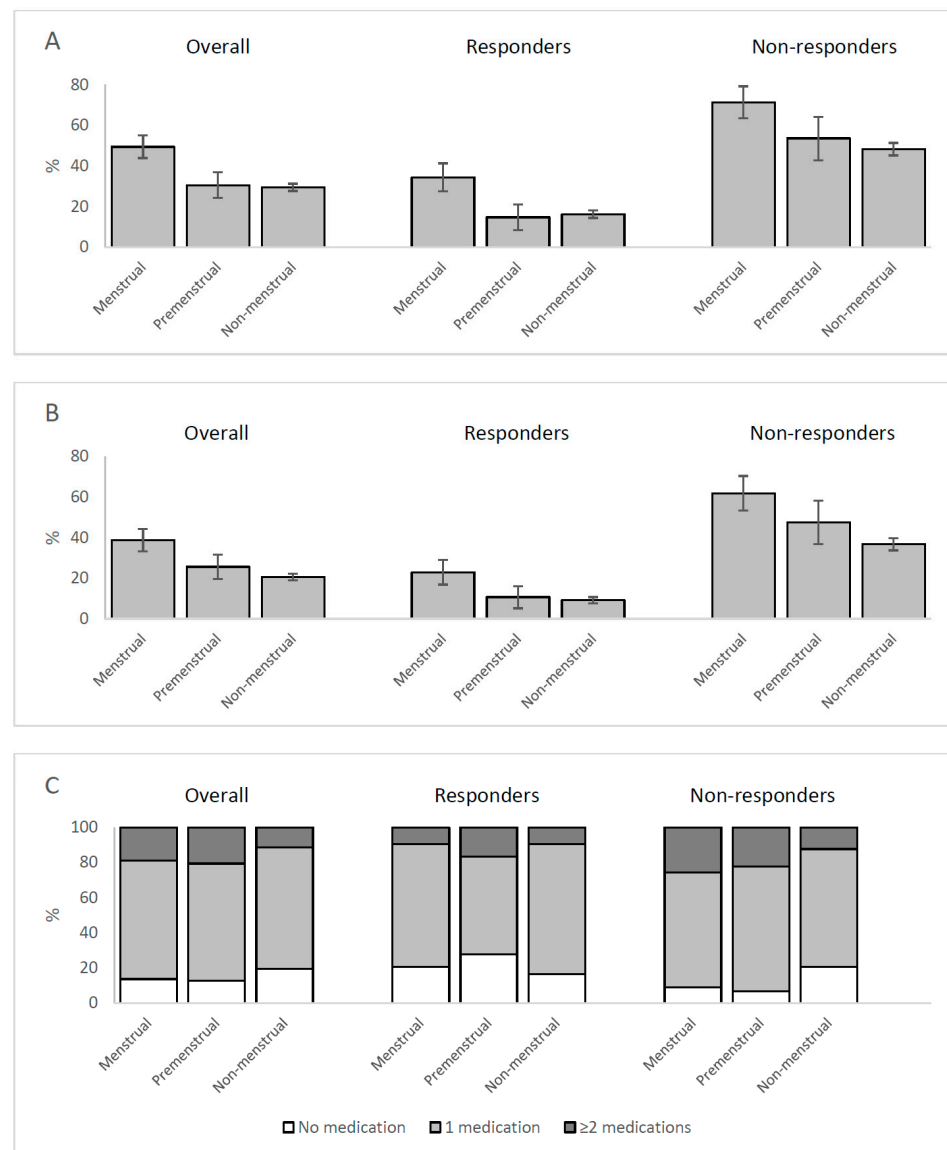 A
Overall
Responders
Non-responders
80
60
40
20
0
%
Menstrual
Premenstrual
Non-menstrual
Menstrual
Premenstrual
Non-menstrual
Menstrual
Premenstrual
Non-menstrual
B
Overall
Responders
Non-responders
80
60
40
20
0
%
Menstrual
Premenstrual
Non-menstrual
Menstrual
Premenstrual
Non-menstrual
Menstrual
Premenstrual
Non-menstrual
C
Overall
Responders
Non-responders
100
80
60
40
20
0
%
Menstrual
Premenstrual
Non-menstrual
Menstrual
Premenstrual
Non-menstrual
Menstrual
Premenstrual
Non-menstrual
No medication 1 medication ≥2 medications